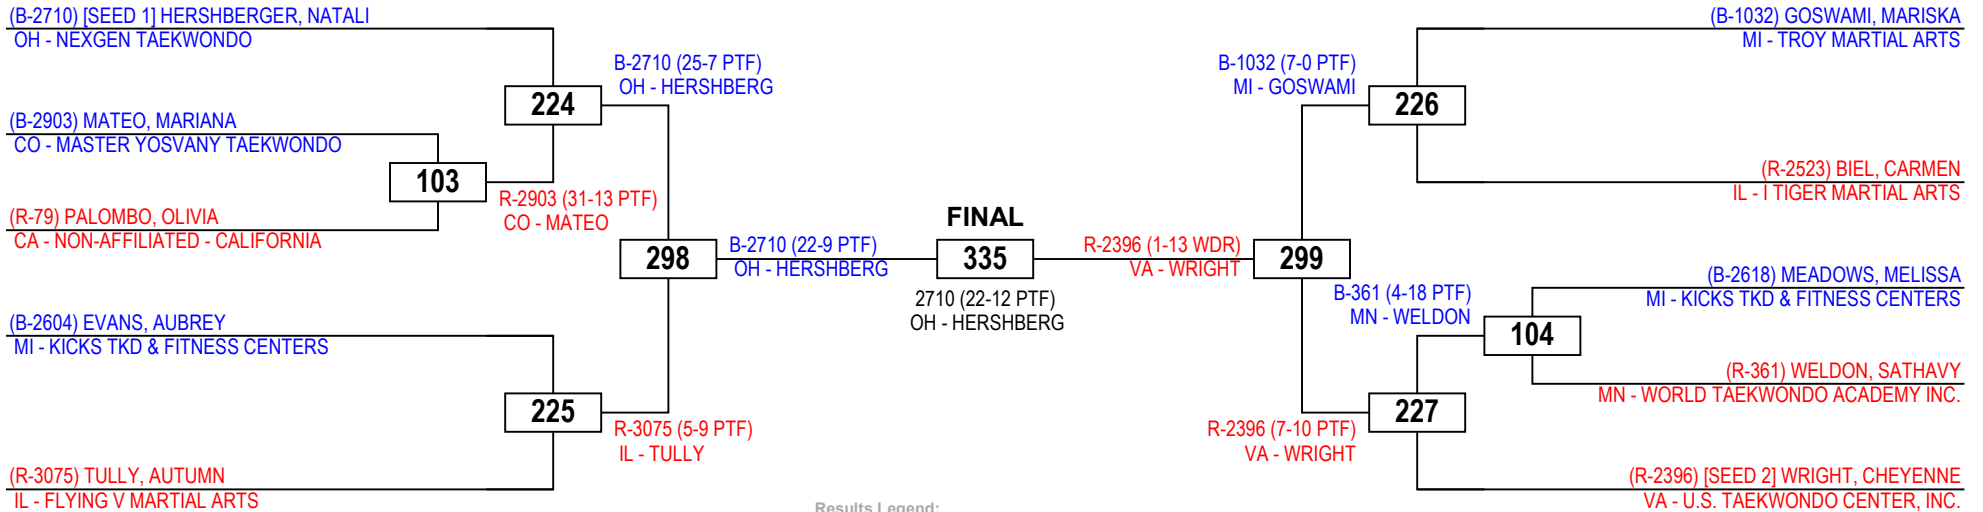 (B-2710) [SEED 1] HERSHBERGER, NATALI
OH - NEXGEN TAEKWONDO
B-2710 (25-7 PTF)
OH - HERSHBERG
224
(B-2903) MATEO, MARIANA
CO - MASTER YOSVANY TAEKWONDO
103
R-2903 (31-13 PTF)
CO - MATEO
(R-79) PALOMBO, OLIVIA
CA - NON-AFFILIATED - CALIFORNIA
298
B-2710 (22-9 PTF)
OH - HERSHBERG
(B-2604) EVANS, AUBREY
MI - KICKS TKD & FITNESS CENTERS
225
R-3075 (5-9 PTF)
IL - TULLY
(R-3075) TULLY, AUTUMN
IL - FLYING V MARTIAL ARTS
FINAL
335
2710 (22-12 PTF)
OH - HERSHBERG
(B-1032) GOSWAMI, MARISKA
MI - TROY MARTIAL ARTS
B-1032 (7-0 PTF)
MI - GOSWAMI
226
(R-2523) BIEL, CARMEN
IL - I TIGER MARTIAL ARTS
R-2396 (1-13 WDR)
VA - WRIGHT
299
(B-2618) MEADOWS, MELISSA
MI - KICKS TKD & FITNESS CENTERS
B-361 (4-18 PTF)
MN - WELDON
104
(R-361) WELDON, SATHAVY
MN - WORLD TAEKWONDO ACADEMY INC.
227
R-2396 (7-10 PTF)
VA - WRIGHT
(R-2396) [SEED 2] WRIGHT, CHEYENNE
VA - U.S. TAEKWONDO CENTER, INC.
Results Legend: